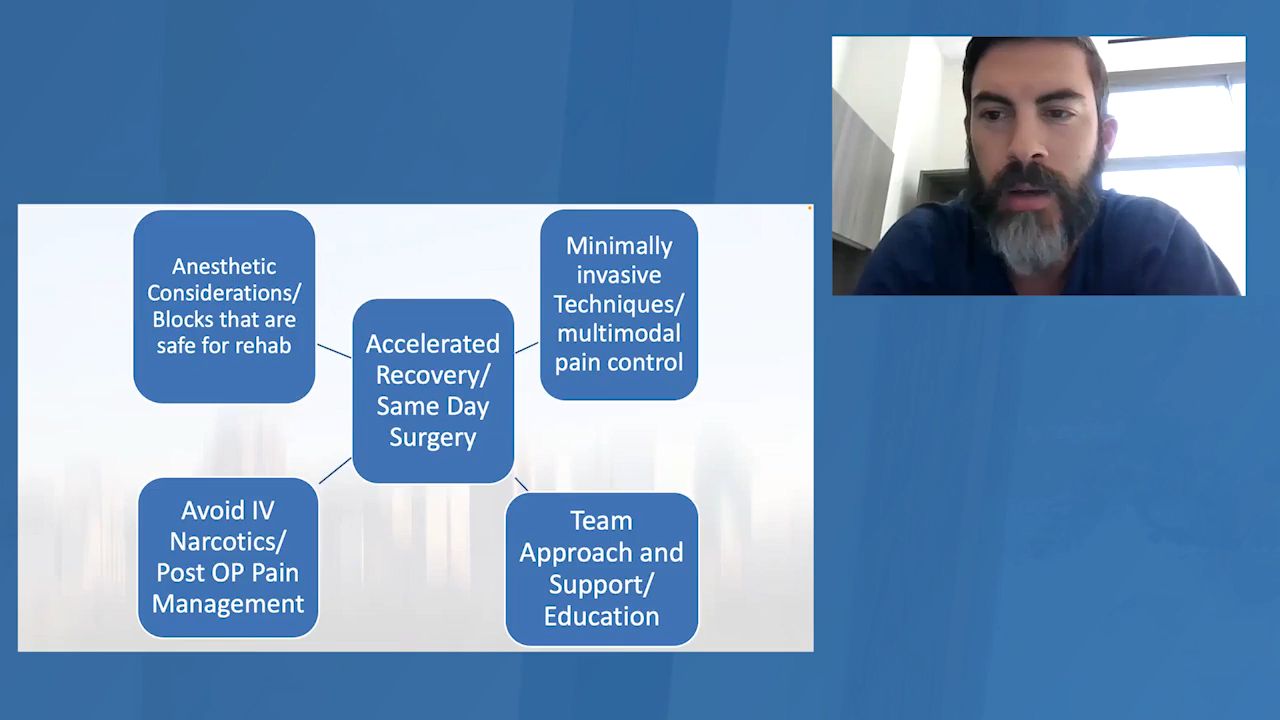 Anesthetic
Considerations/
Blocks that are
safe for rehab
Minimally
invasive
Techniques/
multimodal
pain control
Accelerated
Recovery/
Same Day
Surgery
Avoid IV
Narcotics/
Post OP Pain
Management
Team
Approach and
Support/
Education